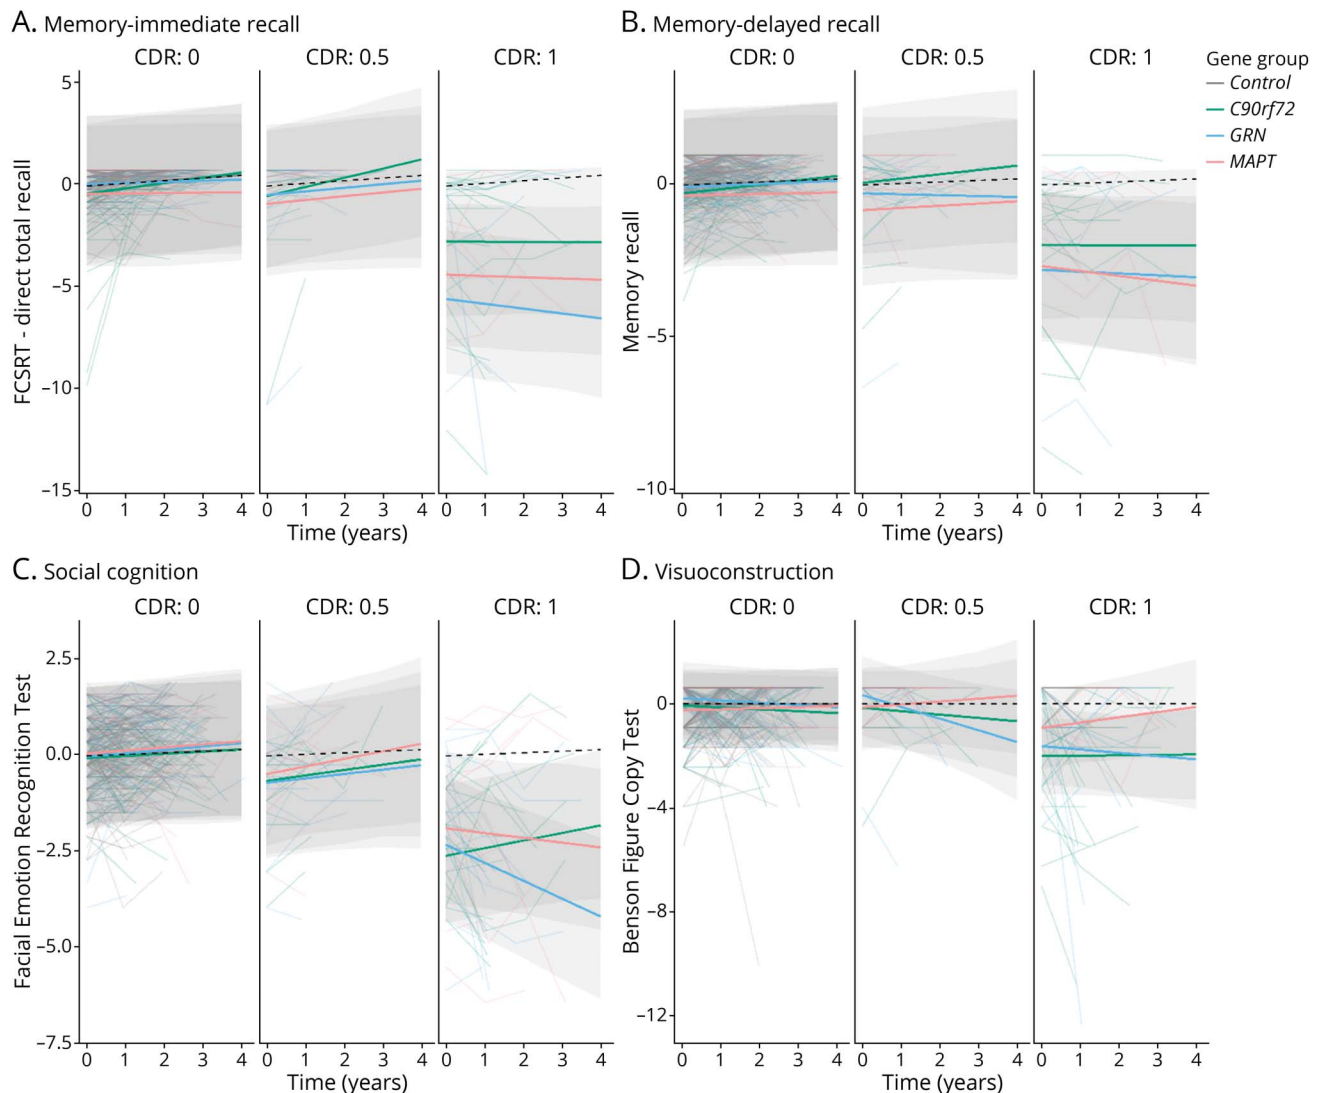 A. Memory-immediate recall
CDR: 0 CDR: 0.5 CDR: 1
FCSRT - direct total recall
5
0
−5
−10
−15
0 1 2 3 4 0 1 2 3 4 0 1 2 3 4
Time (years)
B. Memory-delayed recall
CDR: 0 CDR: 0.5 CDR: 1
Memory recall
0
−5
−10
0 1 2 3 4 0 1 2 3 4 0 1 2 3 4
Time (years)
Gene group
Control
C90rf72
GRN
MAPT
C. Social cognition
CDR: 0 CDR: 0.5 CDR: 1
Facial Emotion Recognition Test
2.5
0.0
−2.5
−5.0
−7.5
0 1 2 3 4 0 1 2 3 4 0 1 2 3 4
Time (years)
D. Visuoconstruction
CDR: 0 CDR: 0.5 CDR: 1
Benson Figure Copy Test
0
−4
−8
−12
0 1 2 3 4 0 1 2 3 4 0 1 2 3 4
Time (years)